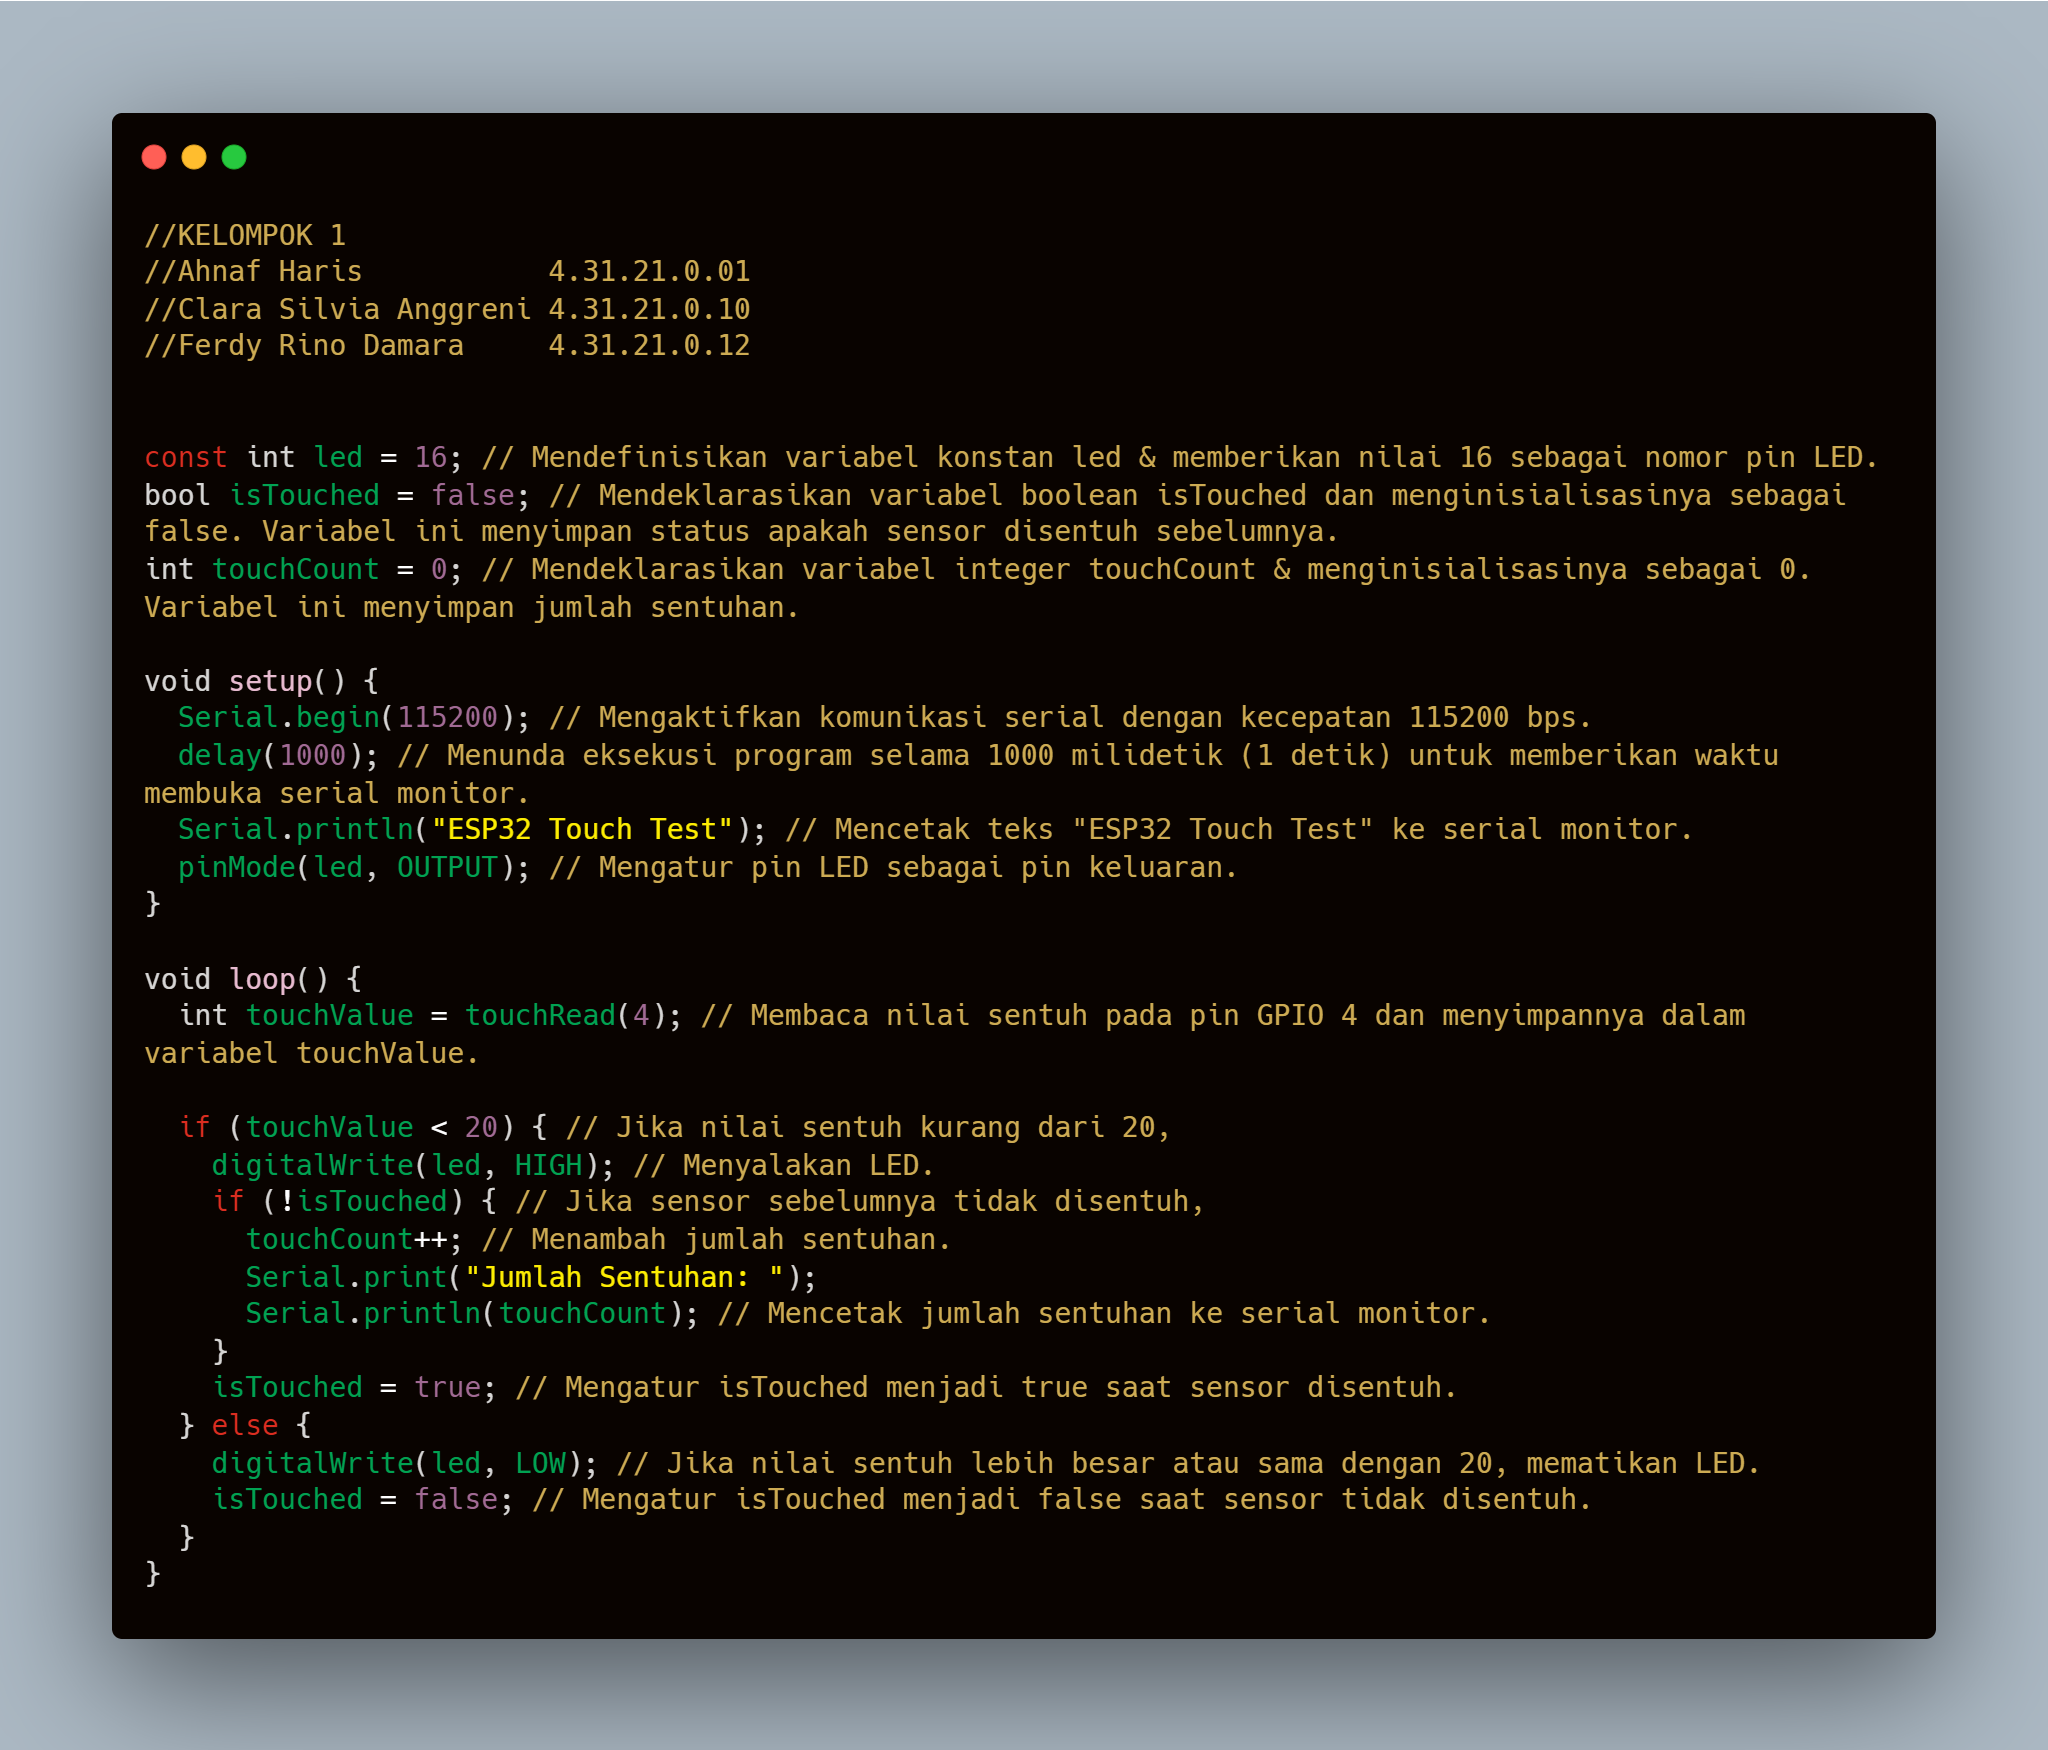 //KELOMPOK 1
//Ahnaf Haris           4.31.21.0.01
//Clara Silvia Anggreni 4.31.21.0.10
//Ferdy Rino Damara     4.31.21.0.12
const int led = 16; // Mendefinisikan variabel konstan led & memberikan nilai 16 sebagai nomor pin LED.
bool isTouched = false; // Mendeklarasikan variabel boolean isTouched dan menginisialisasinya sebagai
false. Variabel ini menyimpan status apakah sensor disentuh sebelumnya.
int touchCount = 0; // Mendeklarasikan variabel integer touchCount & menginisialisasinya sebagai 0.
Variabel ini menyimpan jumlah sentuhan.
void setup() {
  Serial.begin(115200); // Mengaktifkan komunikasi serial dengan kecepatan 115200 bps.
  delay(1000); // Menunda eksekusi program selama 1000 milidetik (1 detik) untuk memberikan waktu
membuka serial monitor.
  Serial.println("ESP32 Touch Test"); // Mencetak teks "ESP32 Touch Test" ke serial monitor.
  pinMode(led, OUTPUT); // Mengatur pin LED sebagai pin keluaran.
}
void loop() {
  int touchValue = touchRead(4); // Membaca nilai sentuh pada pin GPIO 4 dan menyimpannya dalam
variabel touchValue.
  if (touchValue < 20) { // Jika nilai sentuh kurang dari 20,
    digitalWrite(led, HIGH); // Menyalakan LED.
    if (!isTouched) { // Jika sensor sebelumnya tidak disentuh,
      touchCount++; // Menambah jumlah sentuhan.
      Serial.print("Jumlah Sentuhan: ");
      Serial.println(touchCount); // Mencetak jumlah sentuhan ke serial monitor.
    }
    isTouched = true; // Mengatur isTouched menjadi true saat sensor disentuh.
  } else {
    digitalWrite(led, LOW); // Jika nilai sentuh lebih besar atau sama dengan 20, mematikan LED.
    isTouched = false; // Mengatur isTouched menjadi false saat sensor tidak disentuh.
  }
}